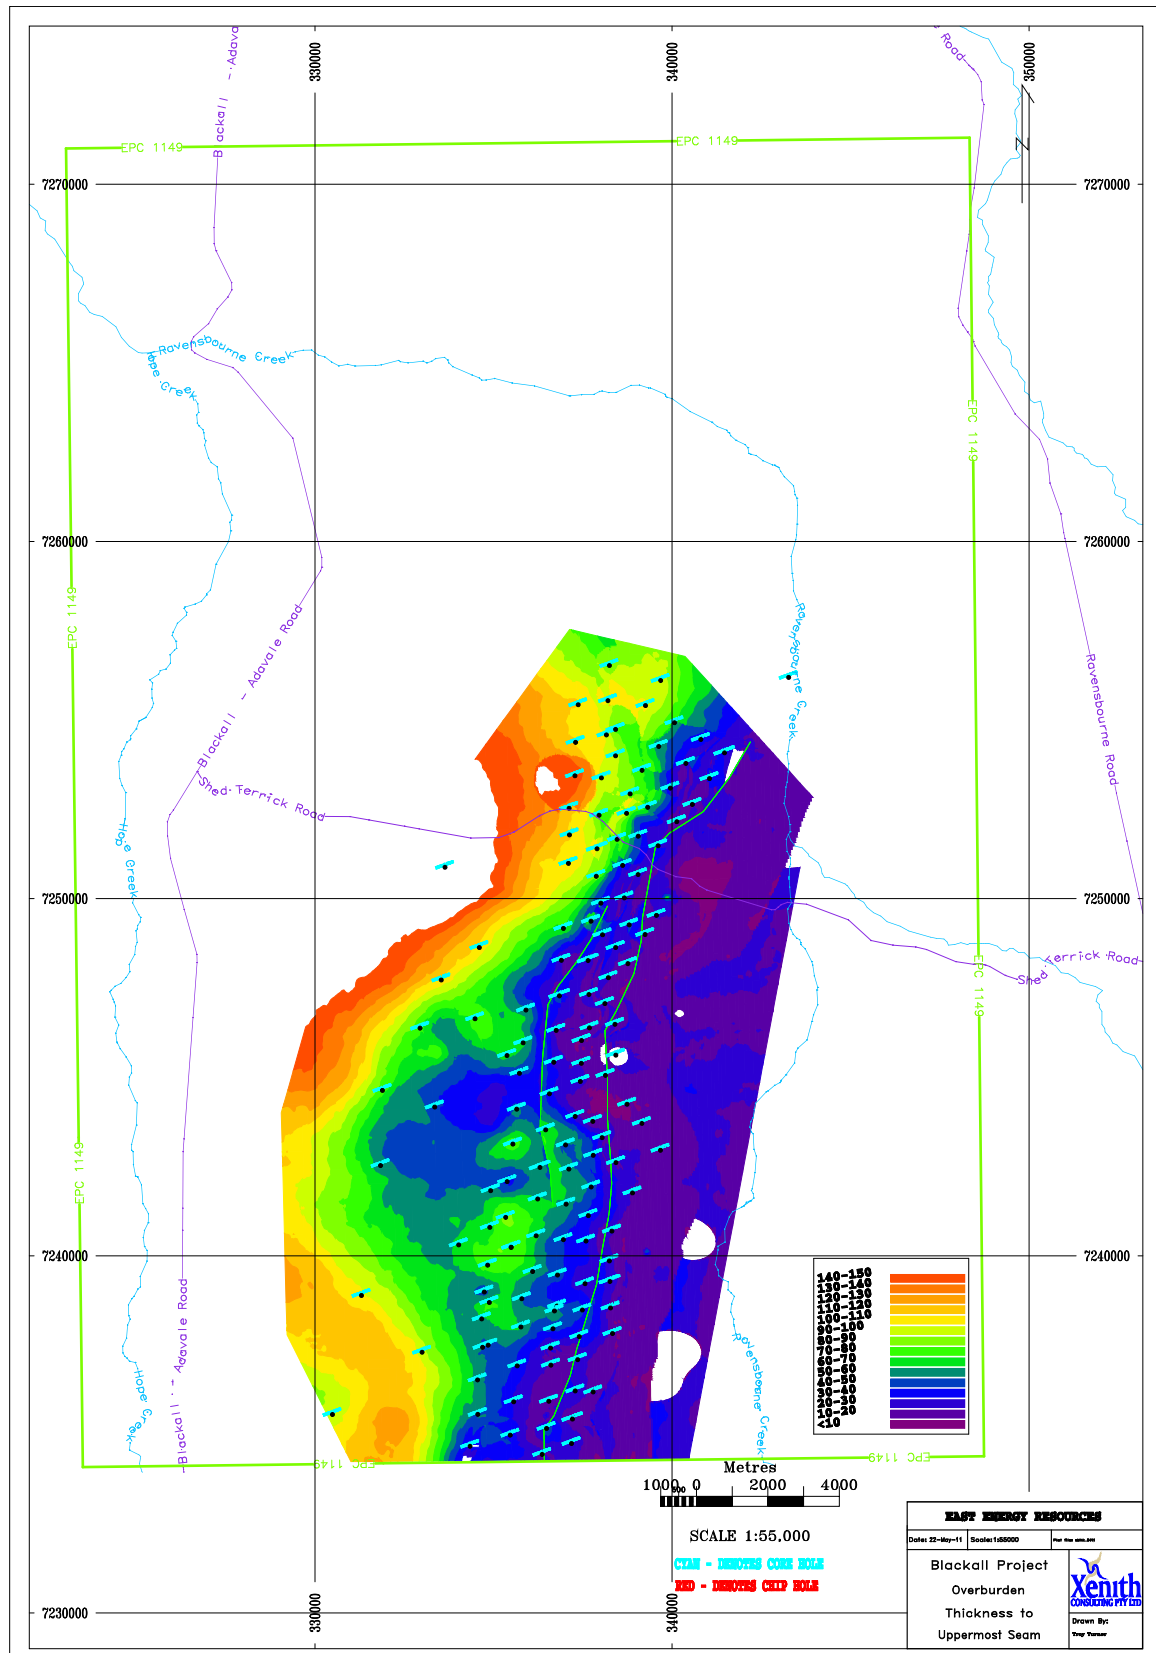 330000
340000
350000
Blackall - Adava
Road
EPC 1149
EPC 1149
N
7270000
7270000
Ravensbourne Creek
Hope Creek
EPC 1149
7260000
7260000
EPC 1149
Blackall - Adavale Road
Ravensbourne Creek
Ravensbourne Road
Shed Terrick Road
Hope Creek
7250000
7250000
EPC 1149
Shed Terrick Road
EPC 1149
7240000
7240000
140-150
130-140
120-130
110-120
100-110
90-100
80-90
70-80
60-70
50-60
40-50
30-40
20-30
10-20
<10
Blackall - Adavale Road
Hope Creek
Ravensbourne Creek
EPC 1149
EPC 1149
Metres
1000 500 0 2000 4000
SCALE 1:55,000
CYAN - DENOTES CORE HOLE
RED - DENOTES CHIP HOLE
7230000
330000
340000
EAST ENERGY RESOURCES
Date: 22-May-11 Scale:1:55000
Blackall Project
Overburden
Thickness to
Uppermost Seam
Xenith
CONSULTING PTY LTD
Drawn By:
Troy Turner